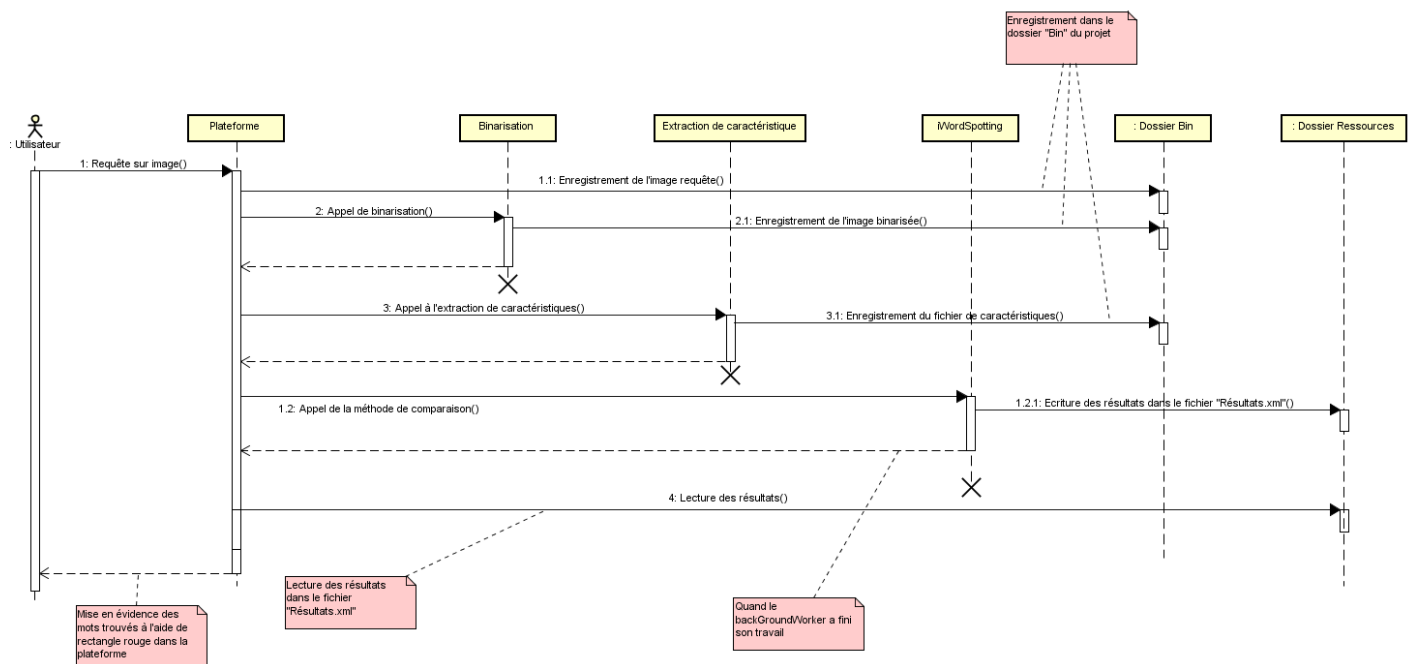 Enregistrement dans le
dossier "Bin" du projet
: Utilisateur
Plateforme
Binarisation
Extraction de caractéristique
iWordSpotting
: Dossier Bin
: Dossier Ressources
1: Requête sur image()
1.1: Enregistrement de l'image requête()
2: Appel de binarisation()
2.1: Enregistrement de l'image binarisée()
3: Appel à l'extraction de caractéristiques()
3.1: Enregistrement du fichier de caractéristiques()
1.2: Appel de la méthode de comparaison()
1.2.1: Ecriture des résultats dans le fichier "Résultats.xml"()
4: Lecture des résultats()
Lecture des résultats
dans le fichier
"Résultats.xml"
Quand le
backGroundWorker a fini
son travail
Mise en évidence des
mots trouvés à l'aide de
rectangle rouge dans la
plateforme